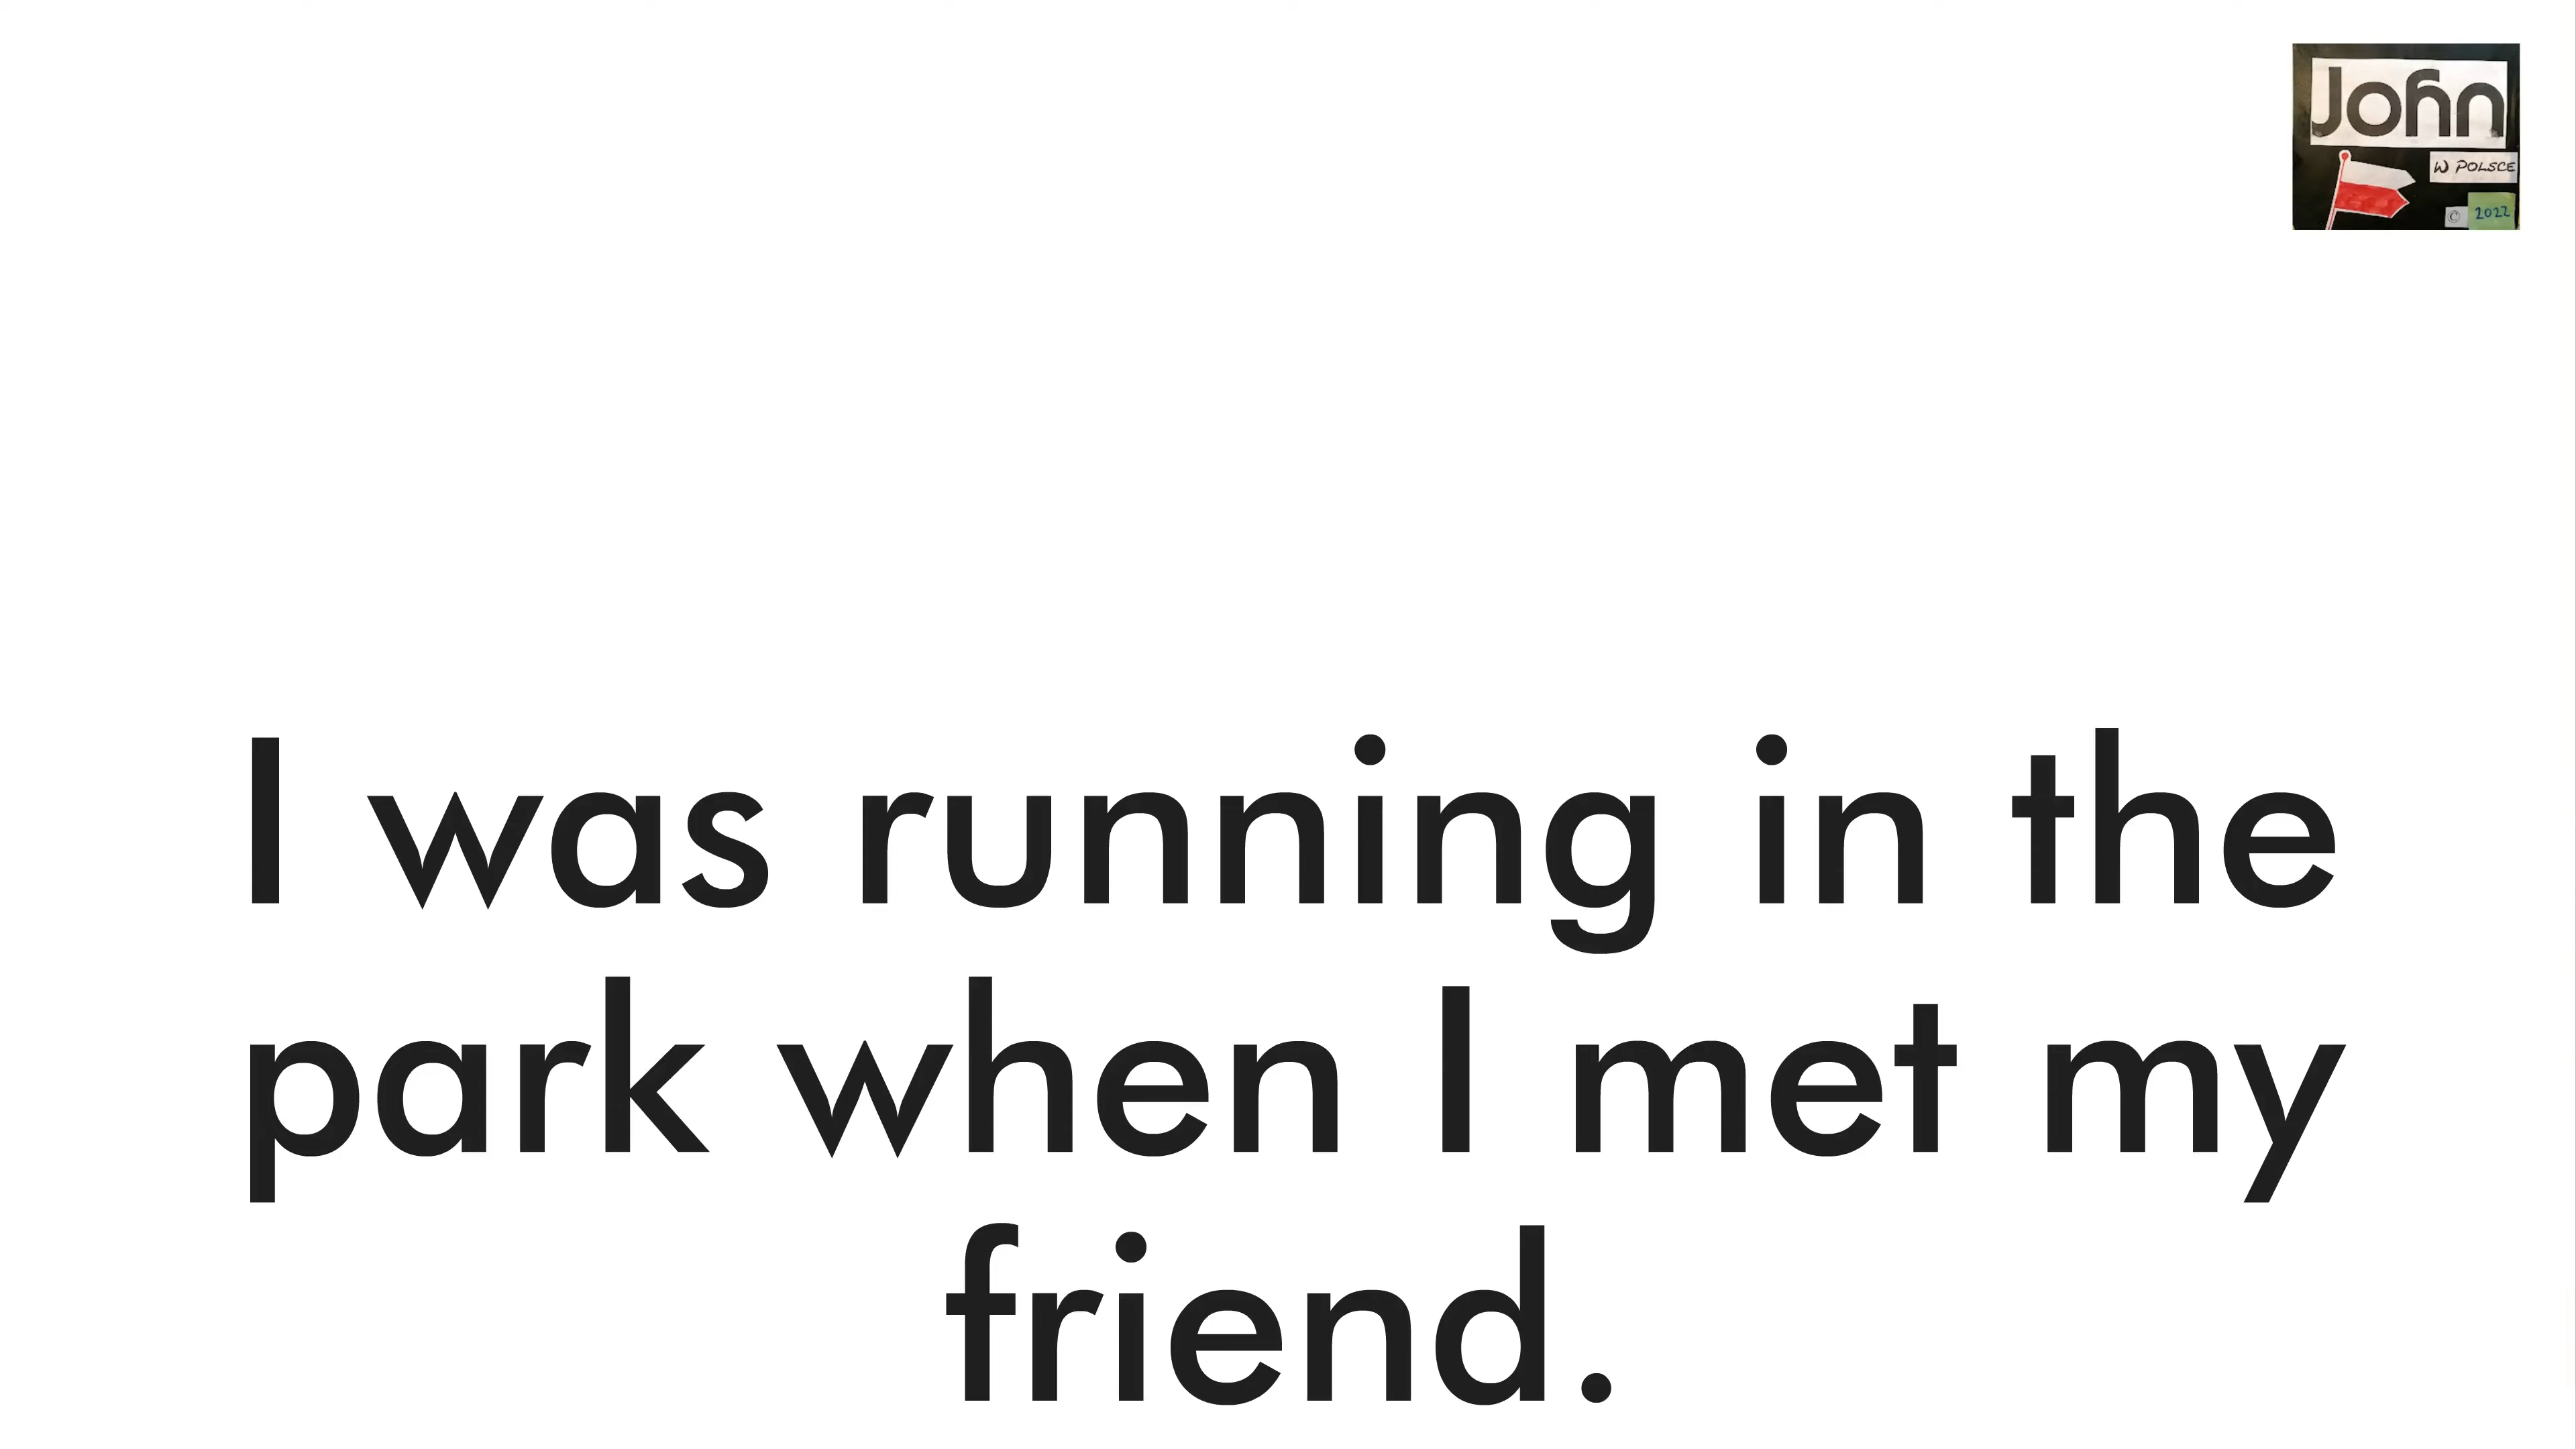 John
W POLSCE
© 2022
I was running in the
park when I met my
friend.